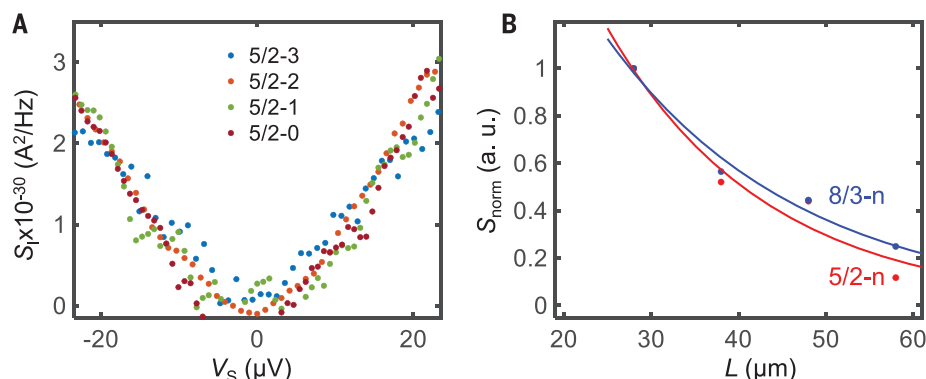 A
S_I x10^-30 (A^2/Hz)
3
2
1
0
5/2-3
5/2-2
5/2-1
5/2-0
-20
0
20
V_S (µV)
B
S_norm (a. u.)
1
0.8
0.6
0.4
0.2
0
8/3-n
5/2-n
20
30
40
50
60
L (µm)